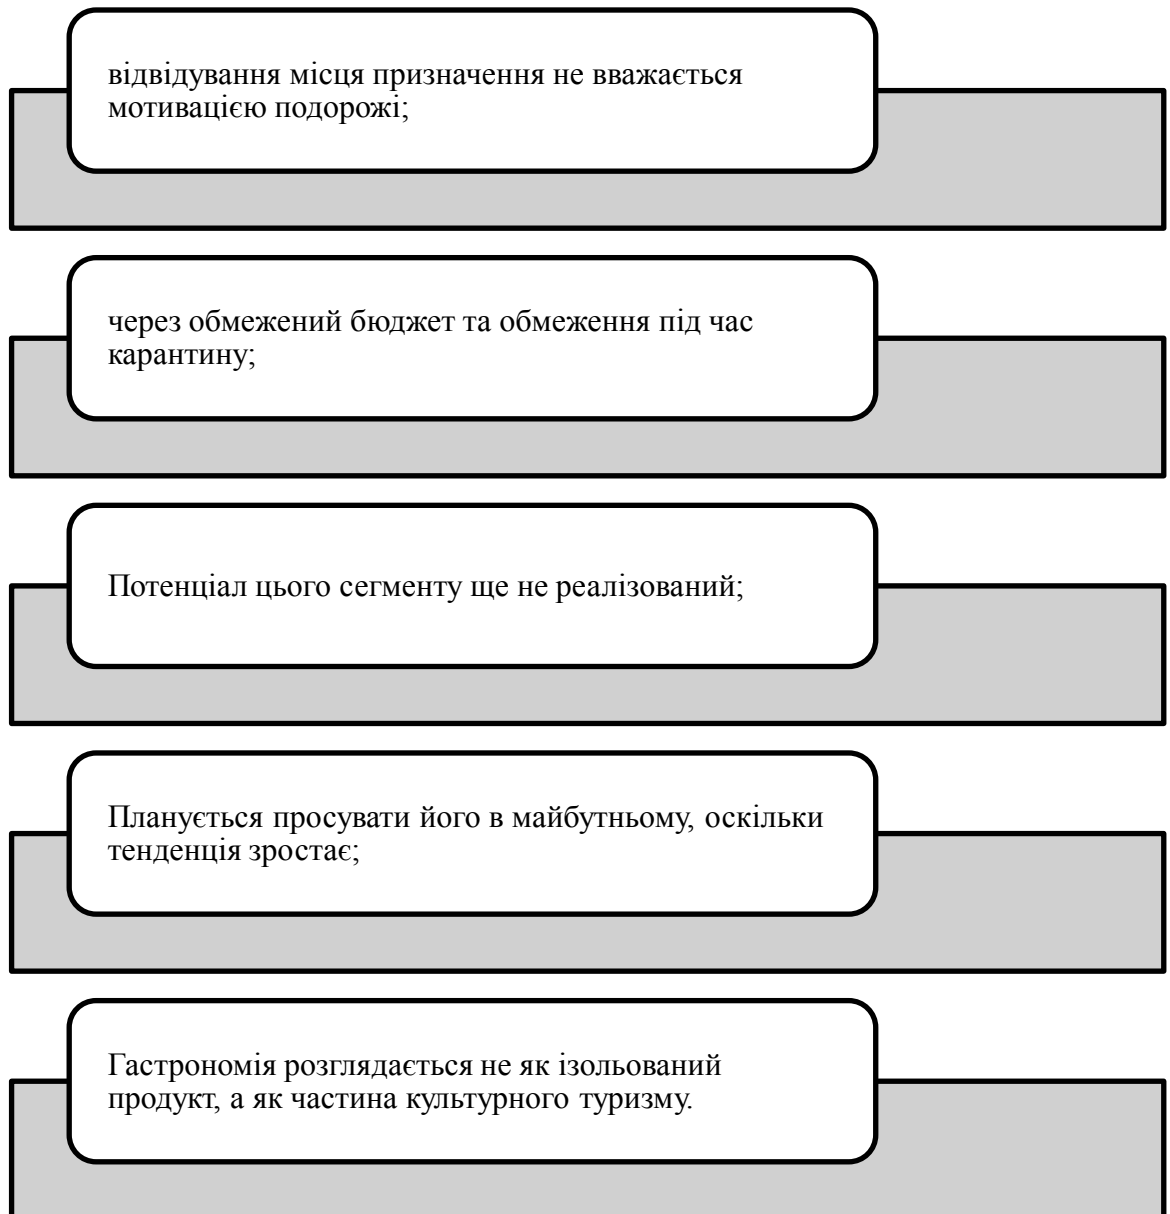 відвідування місця призначення не вважається
мотивацією подорожі;
через обмежений бюджет та обмеження під час
карантину;
Потенціал цього сегменту ще не реалізований;
Планується просувати його в майбутньому, оскільки
тенденція зростає;
Гастрономія розглядається не як ізольований
продукт, а як частина культурного туризму.